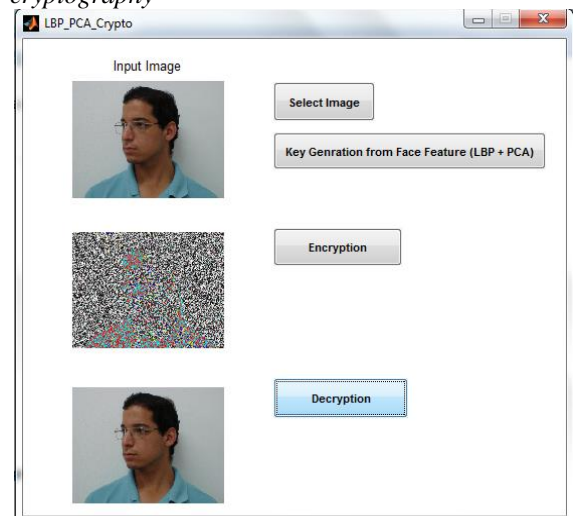 cryptography
LBP_PCA_Crypto
Input Image
Select Image
Key Genration from Face Feature (LBP + PCA)
Encryption
Decryption